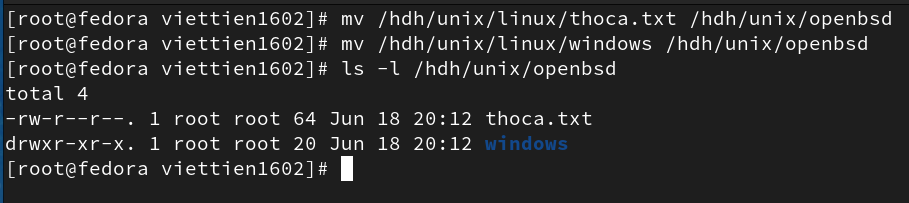 [root@fedora viettien1602]# mv /hdh/unix/linux/thoca.txt /hdh/unix/openbsd
[root@fedora viettien1602]# mv /hdh/unix/linux/windows /hdh/unix/openbsd
[root@fedora viettien1602]# ls -l /hdh/unix/openbsd
total 4
-rw-r--r--. 1 root root 64 Jun 18 20:12 thoca.txt
drwxr-xr-x. 1 root root 20 Jun 18 20:12 windows
[root@fedora viettien1602]#